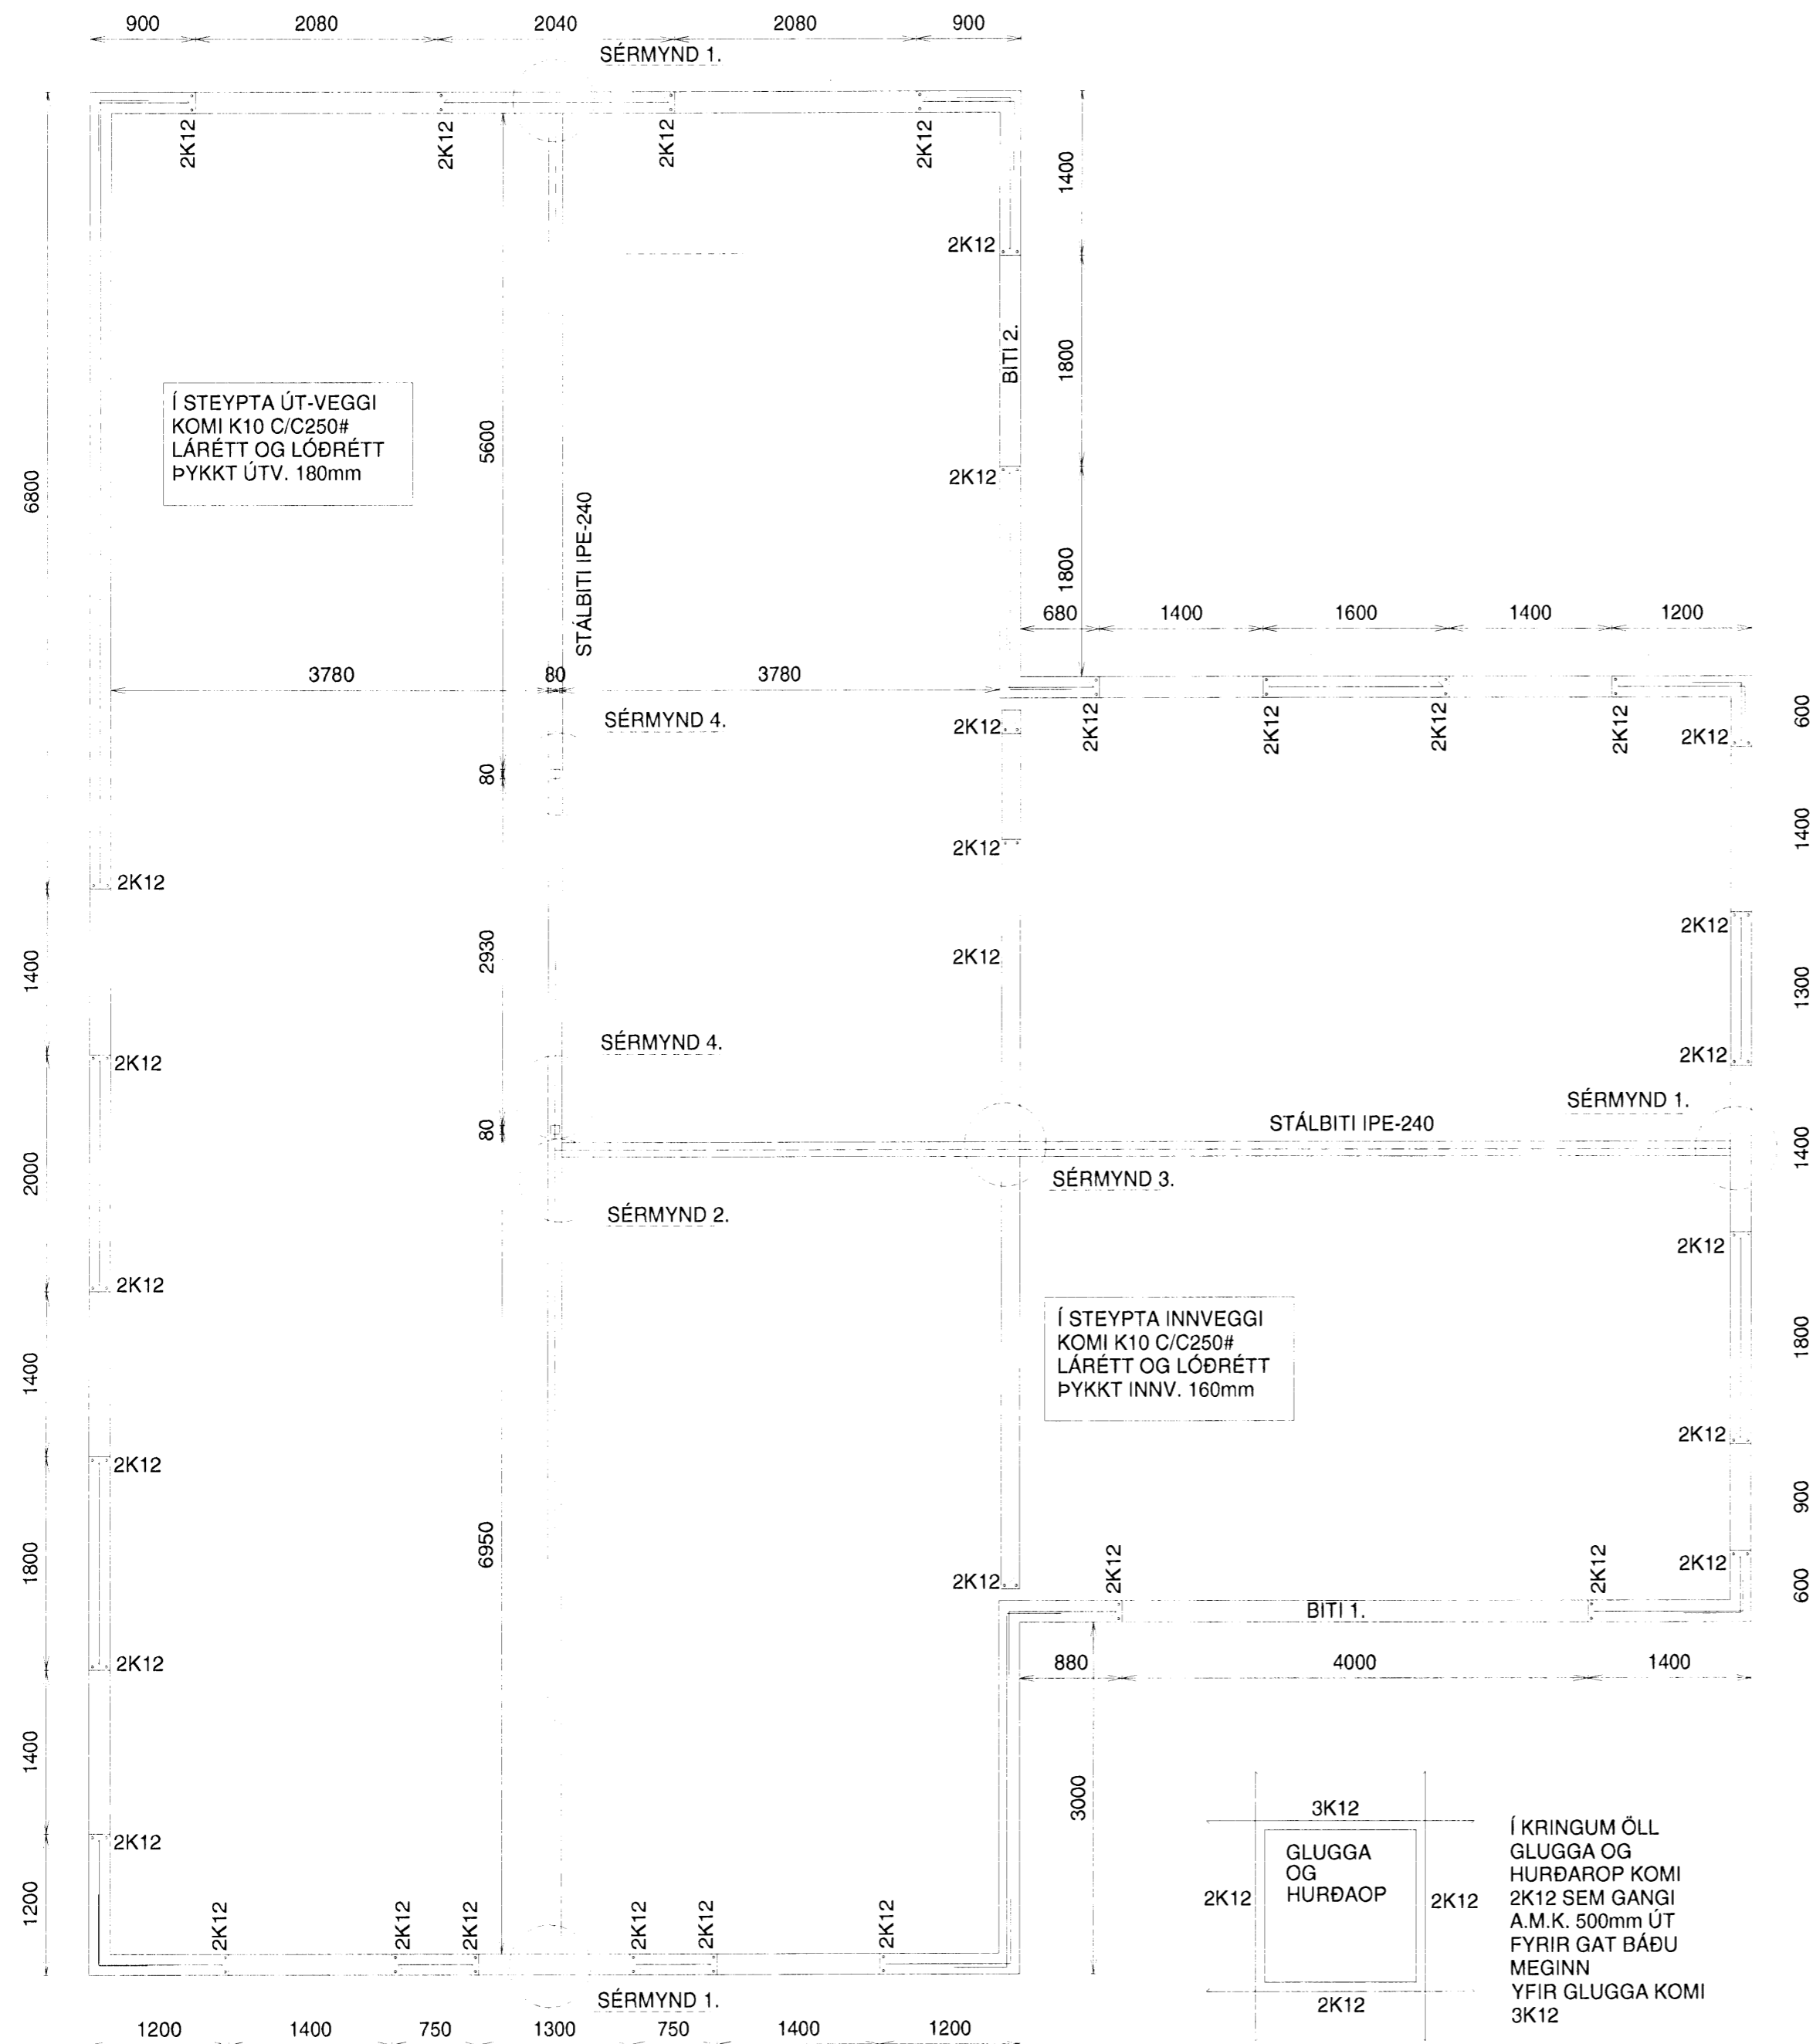 900 2080 2040 2080 900
SÉRMYND 1.
2K12 2K12 2K12 2K12
1400
2K12
BITI 2.
1800
Í STEYPTA ÚT-VEGGI
KOMI K10 C/C250#
LÁRÉTT OG LÓÐRÉTT
ÞYKKT ÚTV. 180mm
5600
6800
2K12
STÁLBITI IPE-240
1800
680 1400 1600 1400 1200
3780 80 3780
SÉRMYND 4.
2K12
2K12 2K12 2K12 2K12
2K12
600
80
2K12
1400
2K12
2K12
2930
2K12
1400
1300
SÉRMYND 4.
2K12
2K12
SÉRMYND 1.
STÁLBITI IPE-240
80
1400
2000
SÉRMYND 3.
SÉRMYND 2.
2K12
2K12
Í STEYPTA INNVEGGI
KOMI K10 C/C250#
LÁRÉTT OG LÓÐRÉTT
ÞYKKT INNV. 160mm
1400
1800
2K12
2K12
900
6950
1800
2K12
2K12
2K12
2K12
600
BITI 1.
2K12
880 4000 1400
1400
3000
2K12
1200
2K12 2K12 2K12 2K12 2K12 2K12
SÉRMYND 1.
1200 1400 750 1300 750 1400 1200
3K12
GLUGGA
OG
HURÐAOP
2K12
2K12
2K12
Í KRINGUM ÖLL
GLUGGA OG
HURÐAROP KOMI
2K12 SEM GANGI
A.M.K. 500mm ÚT
FYRIR GAT BÁÐU
MEGINN
YFIR GLUGGA KOMI
3K12